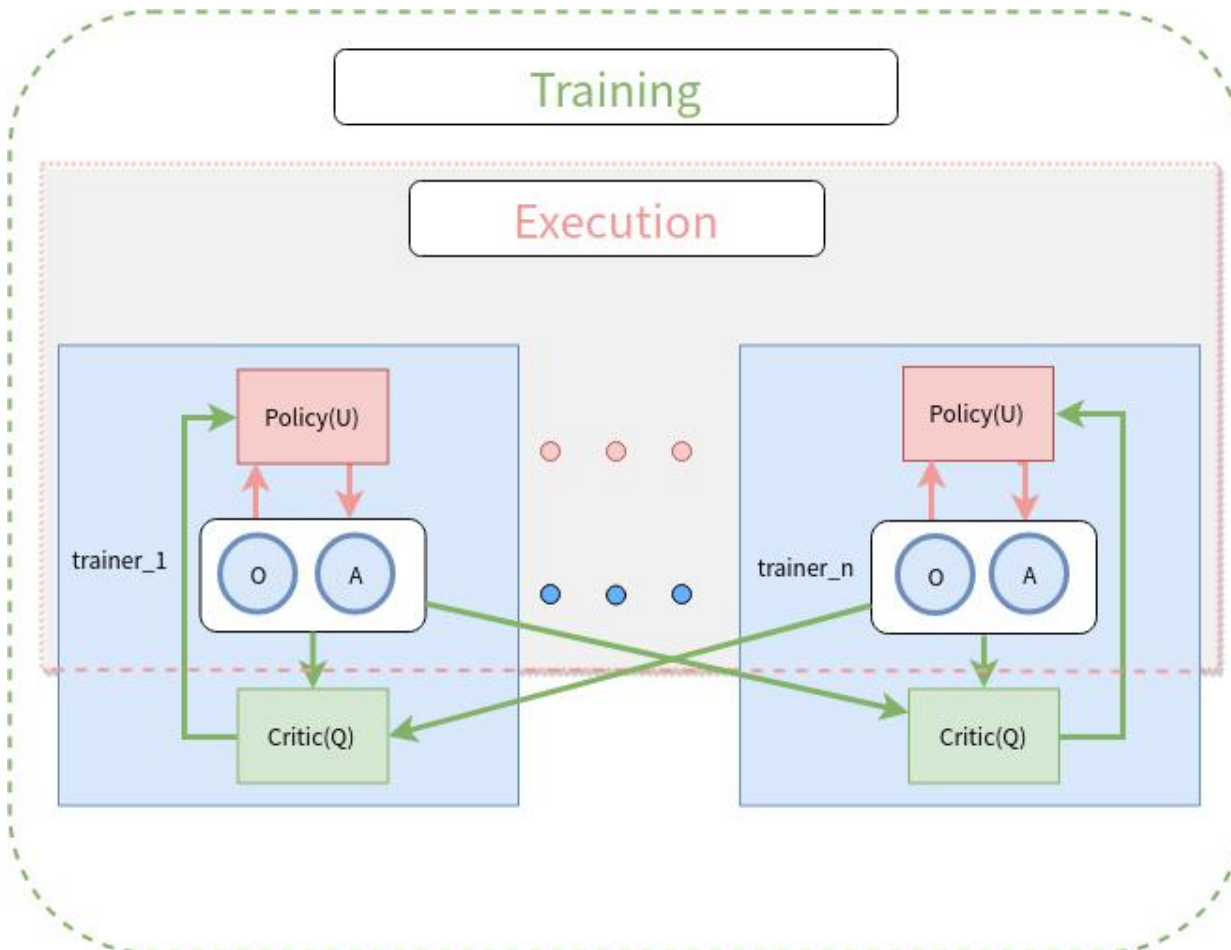 Training
Execution
Policy(U)
Policy(U)
trainer_1
O
A
trainer_n
O
A
Critic(Q)
Critic(Q)